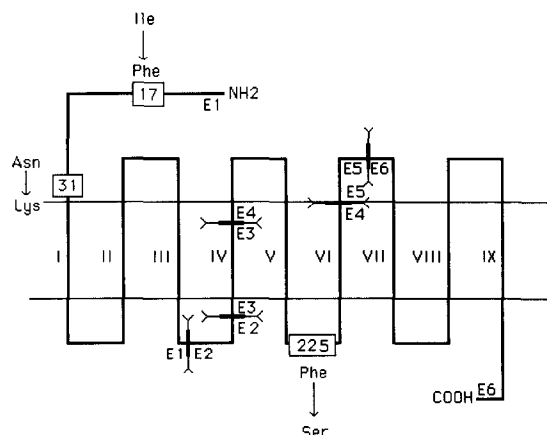 Ile
Phe
17
NH2
E1
Asn
31
Lys
E5 E6
E5
E4
E4
E3
I II III IV V VI VII VIII IX
E3
E2
E1 E2
225
Phe
Ser
E6
COOH